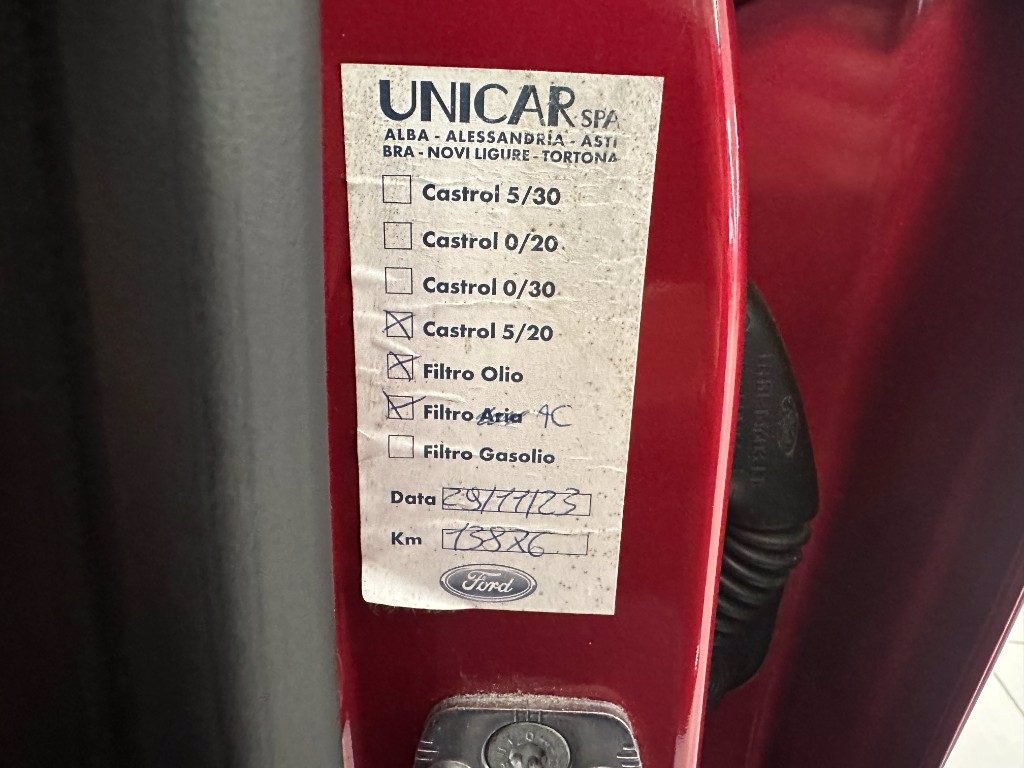 UNICAR SPA
ALBA - ALESSANDRIA - ASTI
BRA - NOVI LIGURE - TORTONA
Castrol 5/30
Castrol 0/20
Castrol 0/30
Castrol 5/20
Filtro Olio
Filtro Aria AC
Filtro Gasolio
Data 29/11/23
Km
Ford